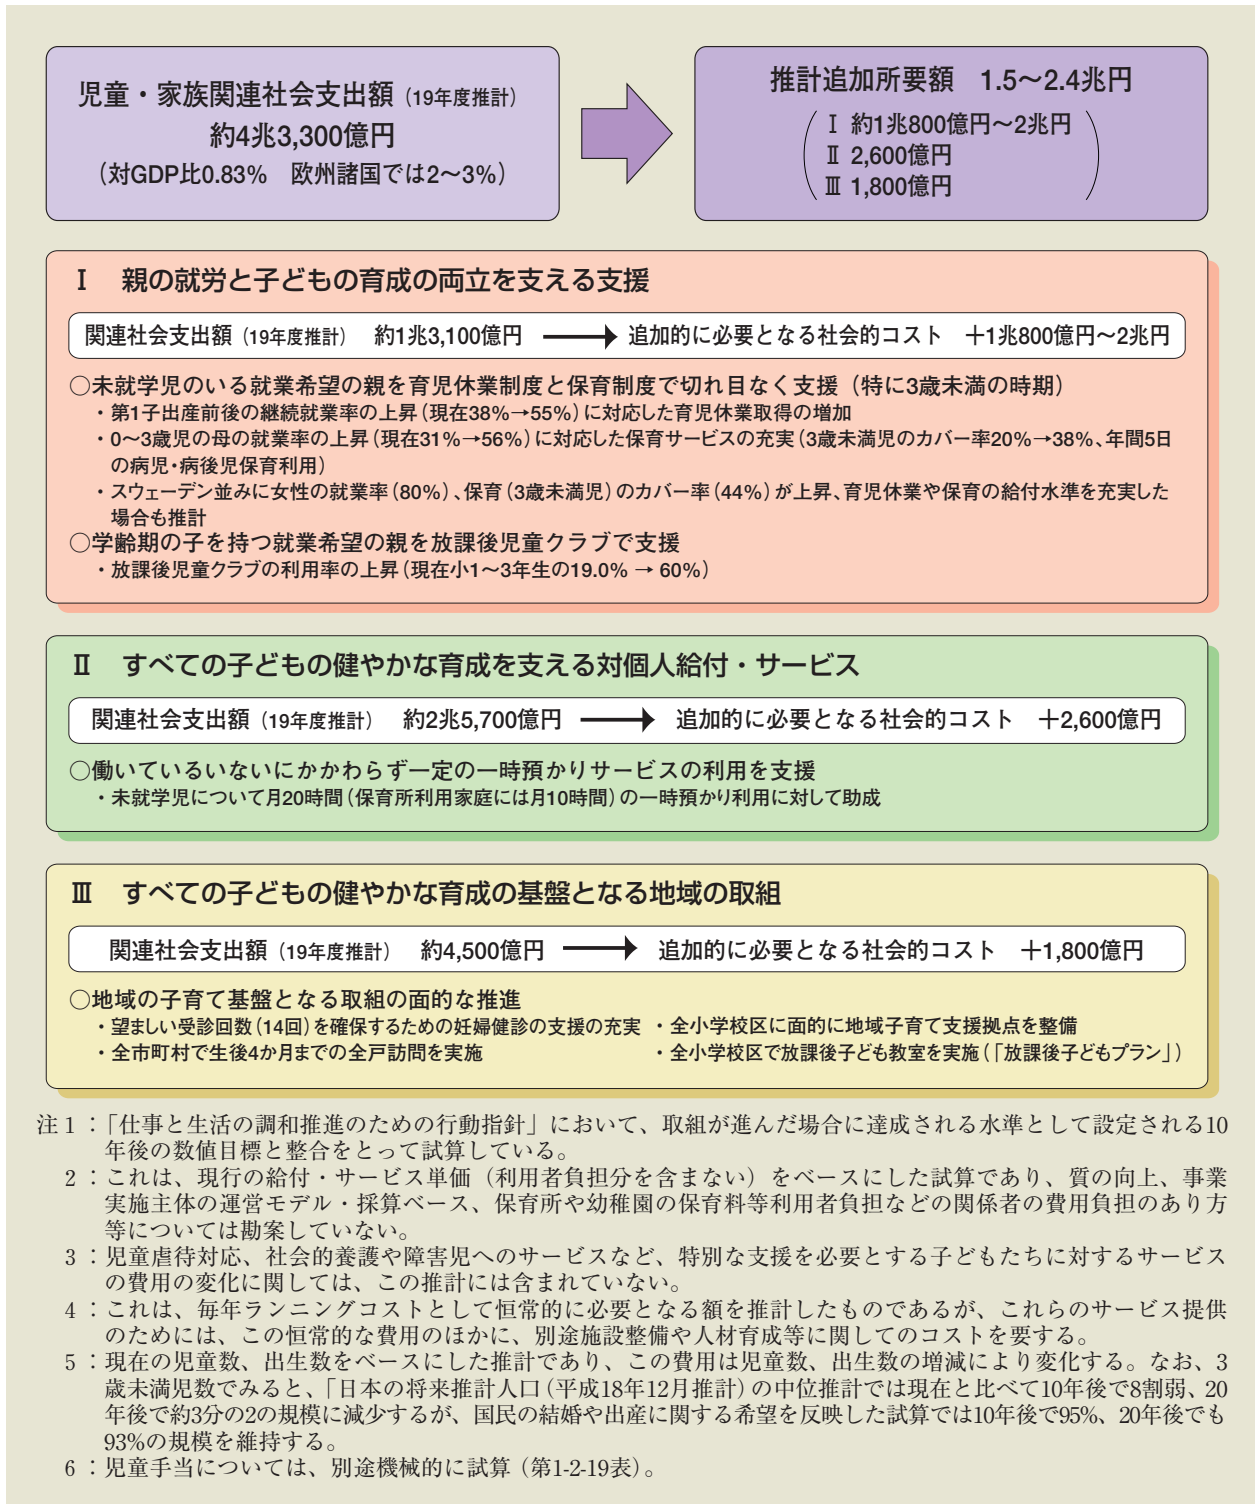 児童・家族関連社会支出額（19年度推計）
約4兆3,300億円
（対GDP比0.83%　欧州諸国では2〜3%）
推計追加所要額　1.5〜2.4兆円
Ⅰ 約1兆800億円〜2兆円
Ⅱ 2,600億円
Ⅲ 1,800億円
Ⅰ　親の就労と子どもの育成の両立を支える支援
関連社会支出額（19年度推計）　約1兆3,100億円 → 追加的に必要となる社会的コスト　＋1兆800億円〜2兆円
○未就学児のいる就業希望の親を育児休業制度と保育制度で切れ目なく支援（特に3歳未満の時期）
・第1子出産前後の継続就業率の上昇（現在38%→55%）に対応した育児休業取得の増加
・0〜3歳児の母の就業率の上昇（現在31%→56%）に対応した保育サービスの充実（3歳未満児のカバー率20%→38%、年間5日
の病児・病後児保育利用）
・スウェーデン並みに女性の就業率（80%）、保育（3歳未満児）のカバー率（44%）が上昇、育児休業や保育の給付水準を充実した
場合も推計
○学齢期の子を持つ就業希望の親を放課後児童クラブで支援
・放課後児童クラブの利用率の上昇（現在小1〜3年生の19.0% → 60%）
Ⅱ　すべての子どもの健やかな育成を支える対個人給付・サービス
関連社会支出額（19年度推計）　約2兆5,700億円 → 追加的に必要となる社会的コスト　＋2,600億円
○働いているいないにかかわらず一定の一時預かりサービスの利用を支援
・未就学児について月20時間（保育所利用家庭には月10時間）の一時預かり利用に対して助成
Ⅲ　すべての子どもの健やかな育成の基盤となる地域の取組
関連社会支出額（19年度推計）　約4,500億円 → 追加的に必要となる社会的コスト　＋1,800億円
○地域の子育て基盤となる取組の面的な推進
・望ましい受診回数（14回）を確保するための妊婦健診の支援の充実　・全小学校区に面的に地域子育て支援拠点を整備
・全市町村で生後4か月までの全戸訪問を実施　・全小学校区で放課後子ども教室を実施（「放課後子どもプラン」）
注1：「仕事と生活の調和推進のための行動指針」において、取組が進んだ場合に達成される水準として設定される10
年後の数値目標と整合をとって試算している。
2：これは、現行の給付・サービス単価（利用者負担分を含まない）をベースにした試算であり、質の向上、事業
実施主体の運営モデル・採算ベース、保育所や幼稚園の保育料等利用者負担などの関係者の費用負担のあり方
等については勘案していない。
3：児童虐待対応、社会的養護や障害児へのサービスなど、特別な支援を必要とする子どもたちに対するサービス
の費用の変化に関しては、この推計には含まれていない。
4：これは、毎年ランニングコストとして恒常的に必要となる額を推計したものであるが、これらのサービス提供
のためには、この恒常的な費用のほかに、別途施設整備や人材育成等に関してのコストを要する。
5：現在の児童数、出生数をベースにした推計であり、この費用は児童数、出生数の増減により変化する。なお、3
歳未満児数でみると、「日本の将来推計人口（平成18年12月推計）の中位推計では現在と比べて10年後で8割弱、20
年後で約3分の2の規模に減少するが、国民の結婚や出産に関する希望を反映した試算では10年後で95%、20年後でも
93%の規模を維持する。
6：児童手当については、別途機械的に試算（第1-2-19表）。